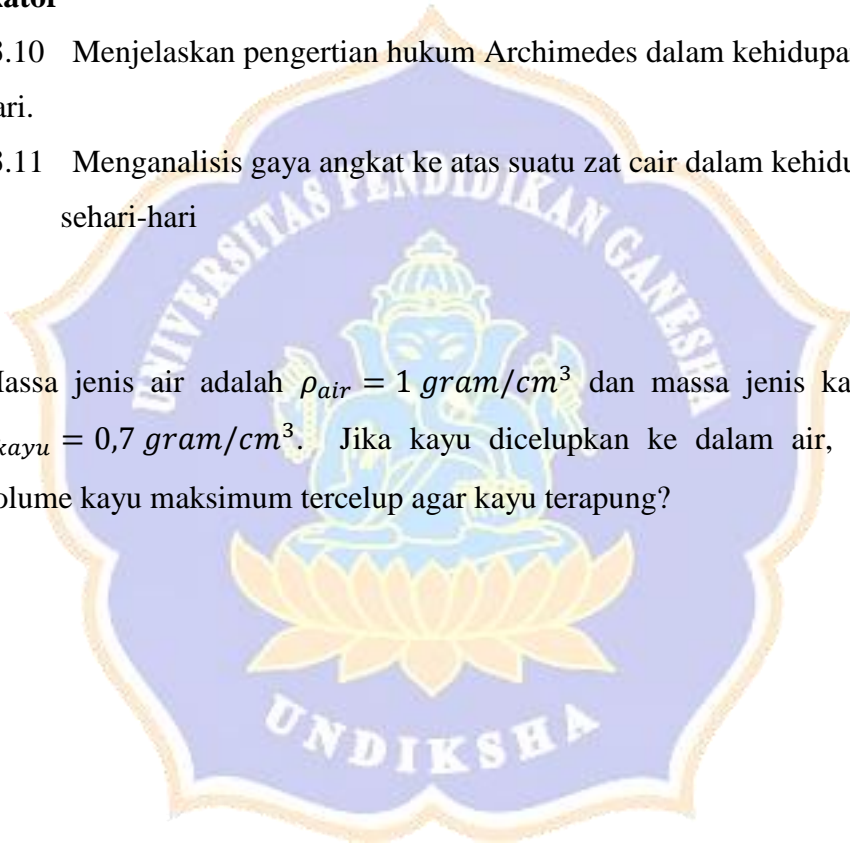 kator
3.10 Menjelaskan pengertian hukum Archimedes dalam kehidupa
ari.
3.11 Menganalisis gaya angkat ke atas suatu zat cair dalam kehidu
sehari-hari
UNIVERSITAS PENDIDIKAN GANESHA
Massa jenis air adalah ρ_air = 1 gram/cm³ dan massa jenis ka
kayu = 0,7 gram/cm³. Jika kayu dicelupkan ke dalam air,
olume kayu maksimum tercelup agar kayu terapung?
UNDIKSHA